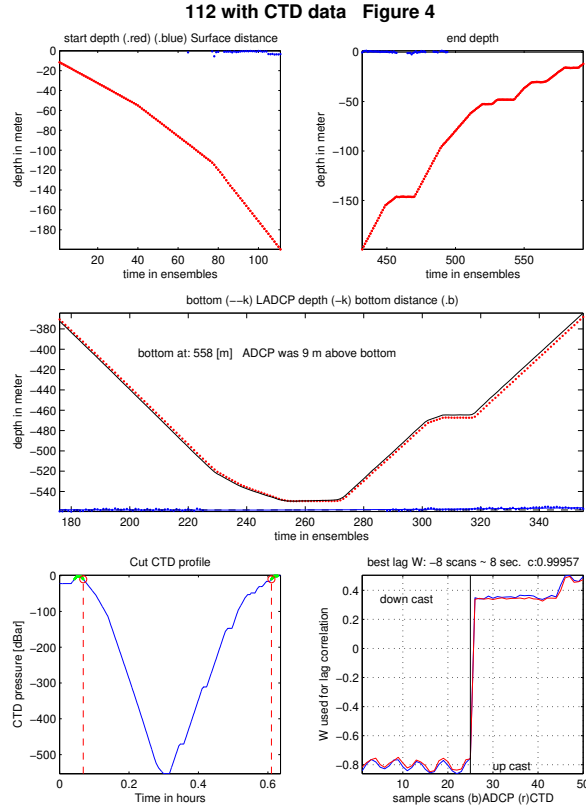 112 with CTD data Figure 4
start depth (.red) (.blue) Surface distance
end depth
0
−20
−40
−60
−80
−100
−120
−140
−160
−180
depth in meter
20 40 60 80 100
time in ensembles
0
−50
−100
−150
depth in meter
450 500 550
time in ensembles
bottom (−−k) LADCP depth (−k) bottom distance (.b)
−380
−400
−420
−440
−460
−480
−500
−520
−540
depth in meter
bottom at: 558 [m] ADCP was 9 m above bottom
180 200 220 240 260 280 300 320 340
time in ensembles
Cut CTD profile
0
−100
−200
−300
−400
−500
CTD pressure [dBar]
0 0.2 0.4 0.6
Time in hours
best lag W: −8 scans ~ 8 sec. c:0.99957
0.4
0.2
0
−0.2
−0.4
−0.6
−0.8
W used for lag correlation
down cast
up cast
10 20 30 40 50
sample scans (b)ADCP (r)CTD